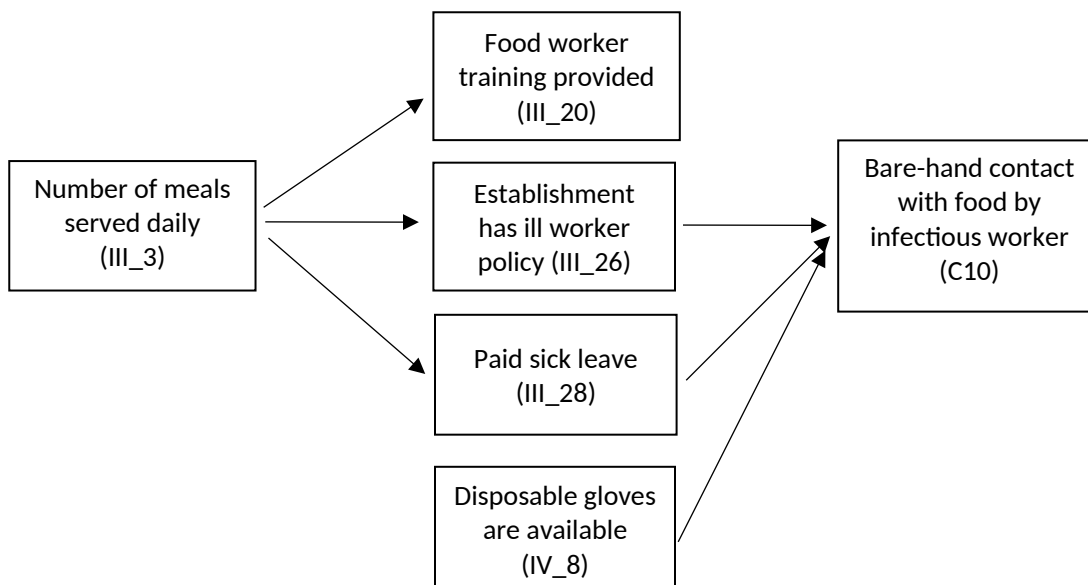 Food worker
training provided
(III_20)
Number of meals
served daily
(III_3)
Establishment
has ill worker
policy (III_26)
Bare-hand contact
with food by
infectious worker
(C10)
Paid sick leave
(III_28)
Disposable gloves
are available
(IV_8)